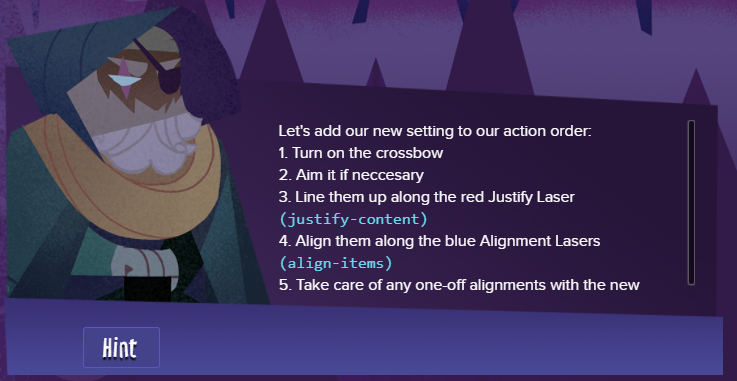 Let's add our new setting to our action order:
1. Turn on the crossbow
2. Aim it if neccesary
3. Line them up along the red Justify Laser
(justify-content)
4. Align them along the blue Alignment Lasers
(align-items)
5. Take care of any one-off alignments with the new
Hint